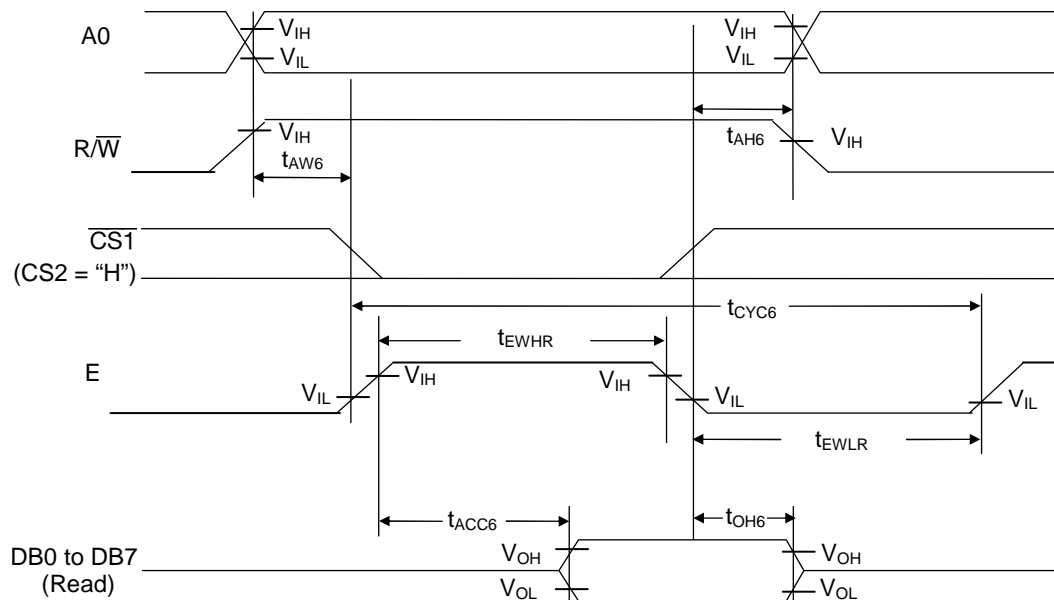 A0
V_IH
V_IL
V_IH
V_IL
R/W̅
V_IH
t_AW6
t_AH6
V_IH
C̅S̅1̅
(CS2 = “H”)
t_CYC6
t_EWHR
E
V_IL
V_IH
V_IH
V_IL
V_IL
t_EWLR
t_ACC6
t_OH6
DB0 to DB7
(Read)
V_OH
V_OL
V_OH
V_OL